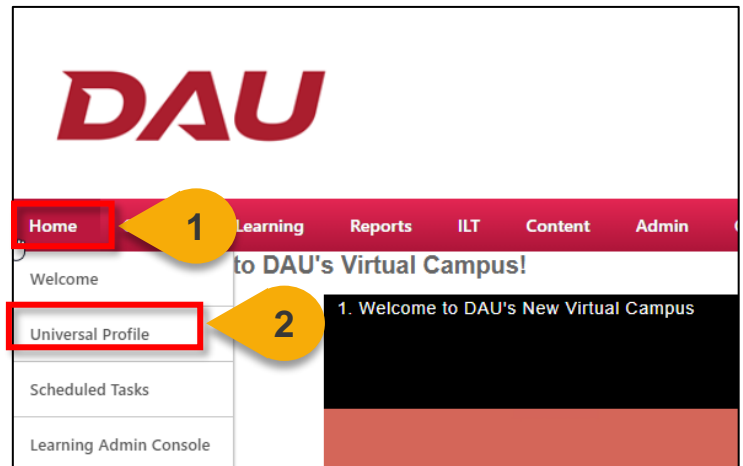 DAU
Home
1
Learning
Reports
ILT
Content
Admin
Welcome
to DAU's Virtual Campus!
Universal Profile
2
1. Welcome to DAU's New Virtual Campus
Scheduled Tasks
Learning Admin Console